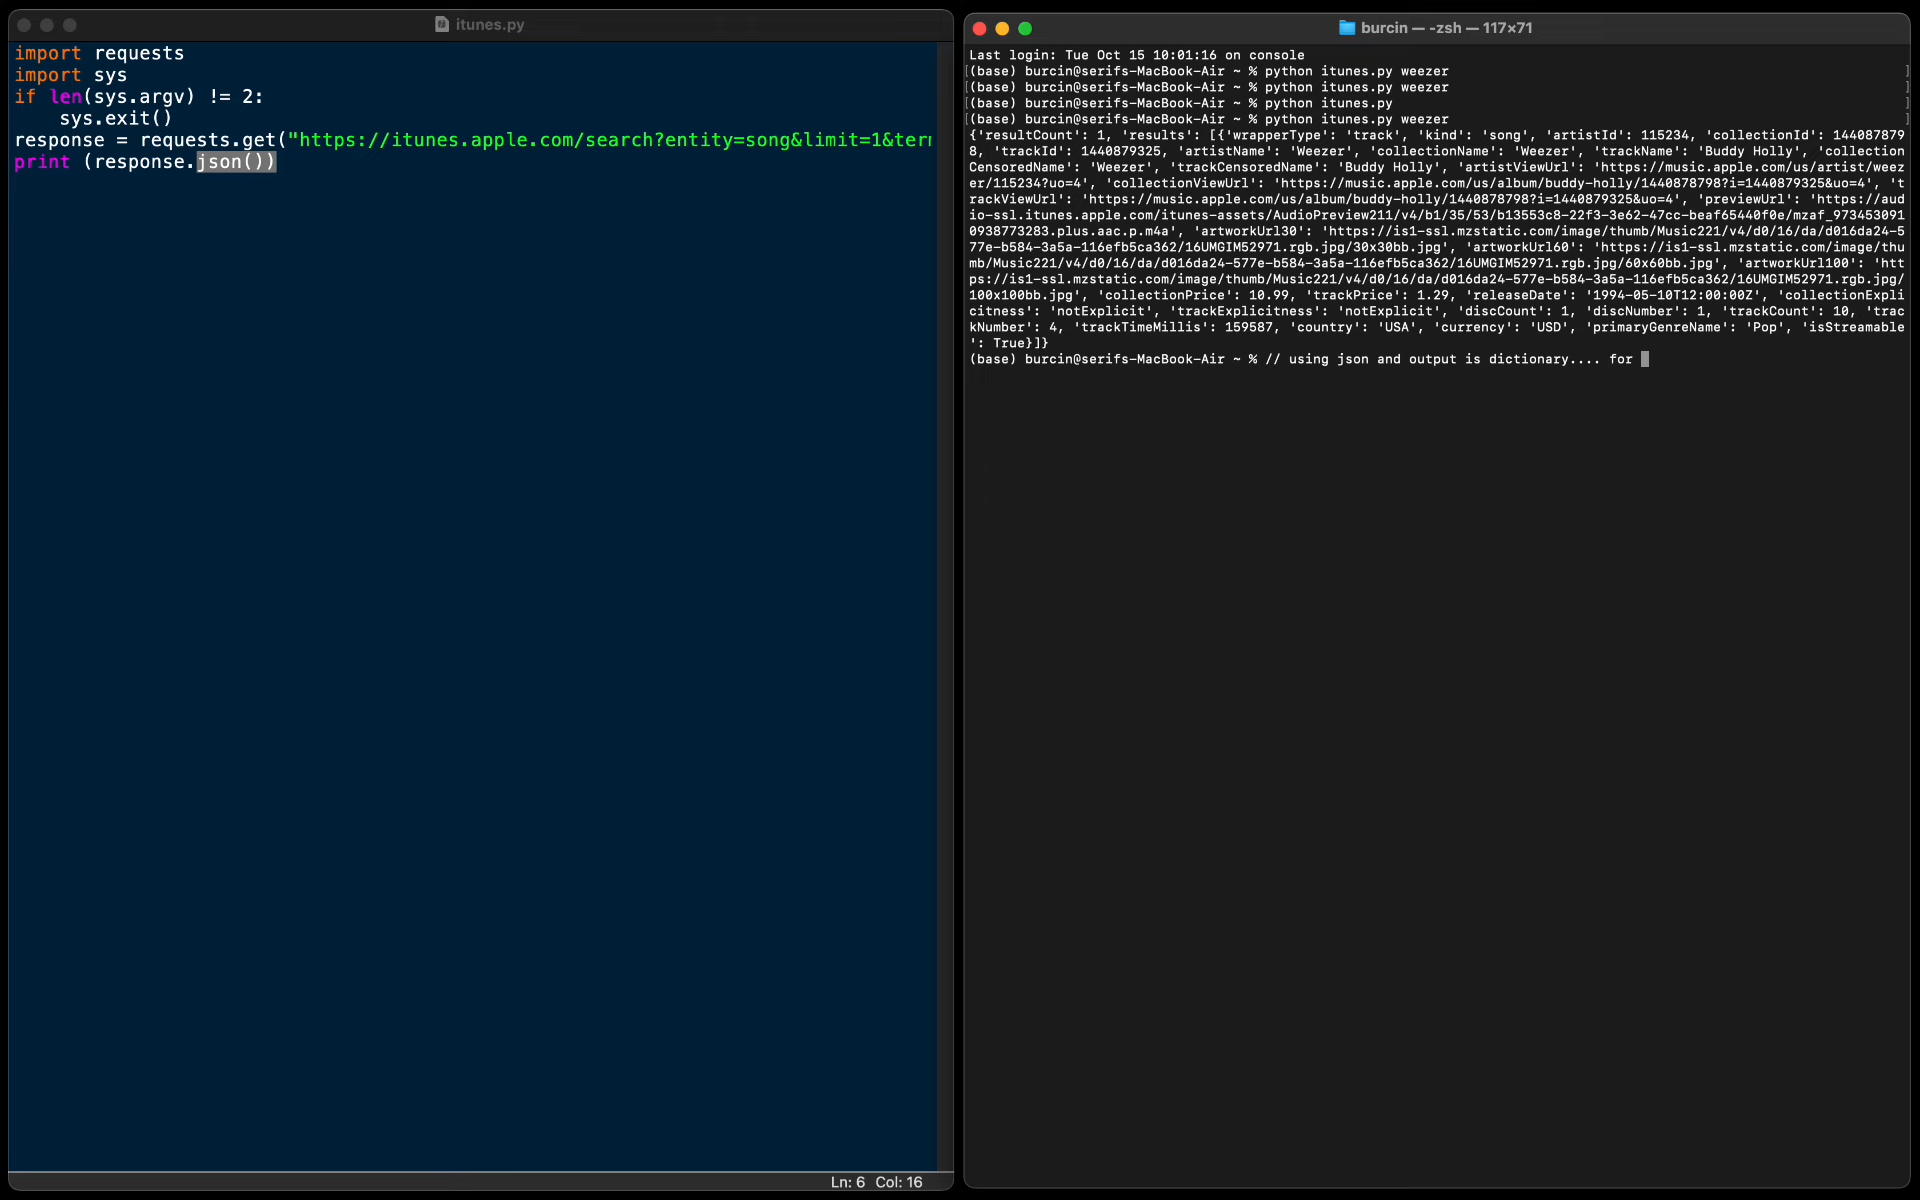 itunes.py
import requests
import sys
if len(sys.argv) != 2:
    sys.exit()
response = requests.get("https://itunes.apple.com/search?entity=song&limit=1&tern
print (response.json())
Ln: 6 Col: 16
burcin — -zsh — 117×71
Last login: Tue Oct 15 10:01:16 on console
[(base) burcin@serifs-MacBook-Air ~ % python itunes.py weezer ]
[(base) burcin@serifs-MacBook-Air ~ % python itunes.py weezer ]
[(base) burcin@serifs-MacBook-Air ~ % python itunes.py ]
[(base) burcin@serifs-MacBook-Air ~ % python itunes.py weezer ]
{'resultCount': 1, 'results': [{'wrapperType': 'track', 'kind': 'song', 'artistId': 115234, 'collectionId': 144087879
8, 'trackId': 1440879325, 'artistName': 'Weezer', 'collectionName': 'Weezer', 'trackName': 'Buddy Holly', 'collection
CensoredName': 'Weezer', 'trackCensoredName': 'Buddy Holly', 'artistViewUrl': 'https://music.apple.com/us/artist/weez
er/115234?uo=4', 'collectionViewUrl': 'https://music.apple.com/us/album/buddy-holly/1440878798?i=1440879325&uo=4', 't
rackViewUrl': 'https://music.apple.com/us/album/buddy-holly/1440878798?i=1440879325&uo=4', 'previewUrl': 'https://aud
io-ssl.itunes.apple.com/itunes-assets/AudioPreview211/v4/b1/35/53/b13553c8-22f3-3e62-47cc-beaf65440f0e/mzaf_973453091
0938773283.plus.aac.p.m4a', 'artworkUrl30': 'https://is1-ssl.mzstatic.com/image/thumb/Music221/v4/d0/16/da/d016da24-5
77e-b584-3a5a-116efb5ca362/16UMGIM52971.rgb.jpg/30x30bb.jpg', 'artworkUrl60': 'https://is1-ssl.mzstatic.com/image/thu
mb/Music221/v4/d0/16/da/d016da24-577e-b584-3a5a-116efb5ca362/16UMGIM52971.rgb.jpg/60x60bb.jpg', 'artworkUrl100': 'htt
ps://is1-ssl.mzstatic.com/image/thumb/Music221/v4/d0/16/da/d016da24-577e-b584-3a5a-116efb5ca362/16UMGIM52971.rgb.jpg/
100x100bb.jpg', 'collectionPrice': 10.99, 'trackPrice': 1.29, 'releaseDate': '1994-05-10T12:00:00Z', 'collectionExpli
citness': 'notExplicit', 'trackExplicitness': 'notExplicit', 'discCount': 1, 'discNumber': 1, 'trackCount': 10, 'trac
kNumber': 4, 'trackTimeMillis': 159587, 'country': 'USA', 'currency': 'USD', 'primaryGenreName': 'Pop', 'isStreamable
': True}]}
(base) burcin@serifs-MacBook-Air ~ % // using json and output is dictionary.... for